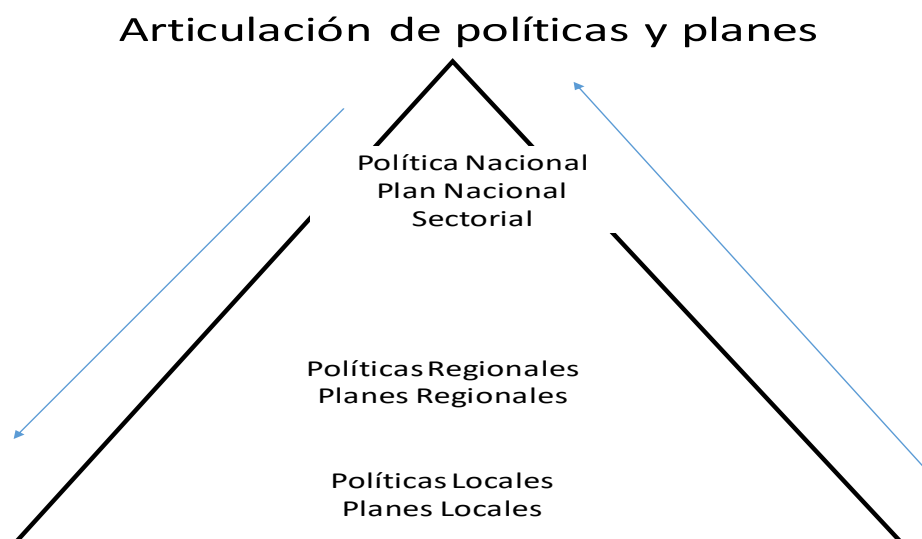 Articulación de políticas y planes
Política Nacional
Plan Nacional
Sectorial
Políticas Regionales
Planes Regionales
Políticas Locales
Planes Locales